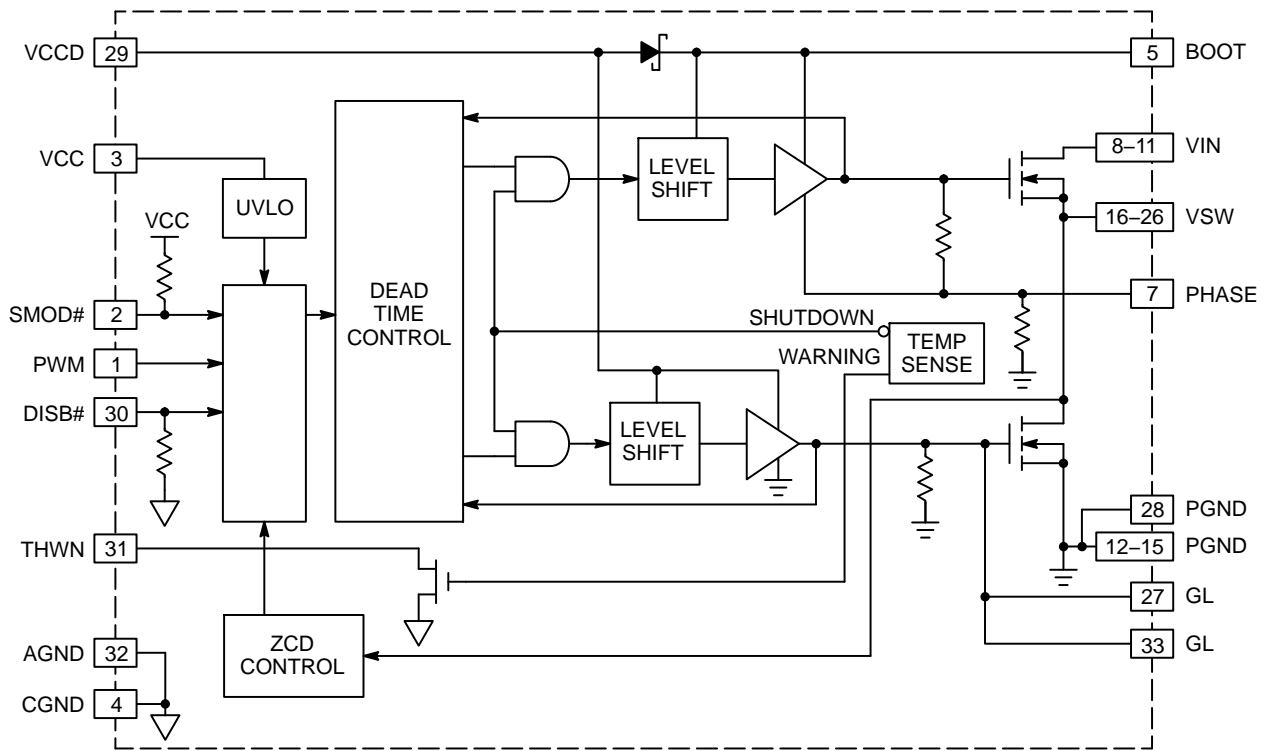 VCCD 29
5 BOOT
VCC 3
8–11 VIN
LEVEL
SHIFT
UVLO
VCC
16–26 VSW
DEAD
TIME
CONTROL
7 PHASE
SMOD# 2
SHUTDOWN
TEMP
SENSE
WARNING
PWM 1
DISB# 30
LEVEL
SHIFT
28 PGND
THWN 31
12–15 PGND
27 GL
ZCD
CONTROL
33 GL
AGND 32
CGND 4